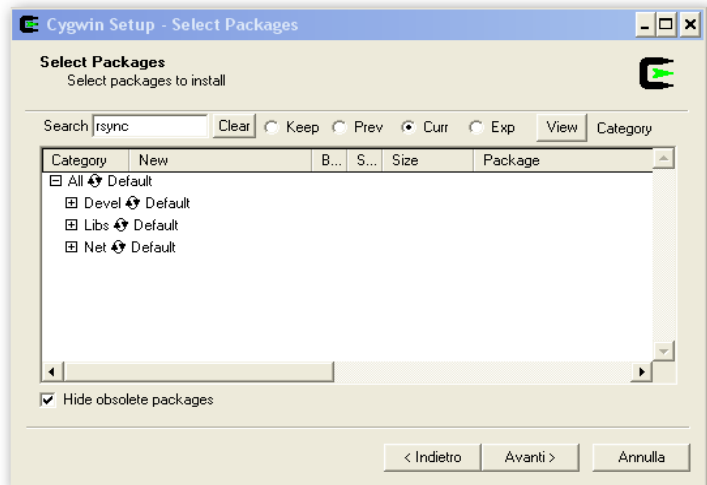 Cygwin Setup - Select Packages
Select Packages
Select packages to install
Search rsync Clear Keep Prev Curr Exp View Category
Category New B... S... Size Package
All Default
Devel Default
Libs Default
Net Default
Hide obsolete packages
< Indietro Avanti > Annulla